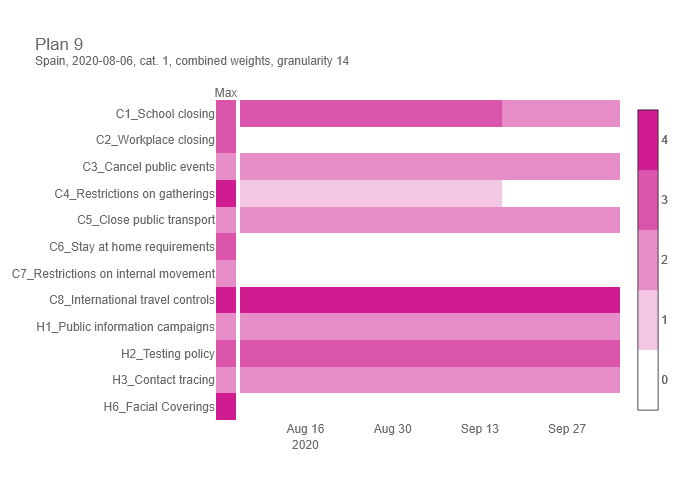 Plan 9
Spain, 2020-08-06, cat. 1, combined weights, granularity 14
Max
C1_School closing
C2_Workplace closing
C3_Cancel public events
C4_Restrictions on gatherings
C5_Close public transport
C6_Stay at home requirements
C7_Restrictions on internal movement
C8_International travel controls
H1_Public information campaigns
H2_Testing policy
H3_Contact tracing
H6_Facial Coverings
Aug 16
2020
Aug 30
Sep 13
Sep 27
4
3
2
1
0